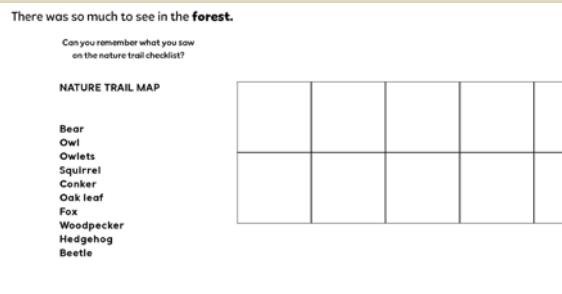 There was so much to see in the forest.
Can you remember what you saw
on the nature trail checklist?
NATURE TRAIL MAP
Bear
Owl
Owlets
Squirrel
Conker
Oak leaf
Fox
Woodpecker
Hedgehog
Beetle